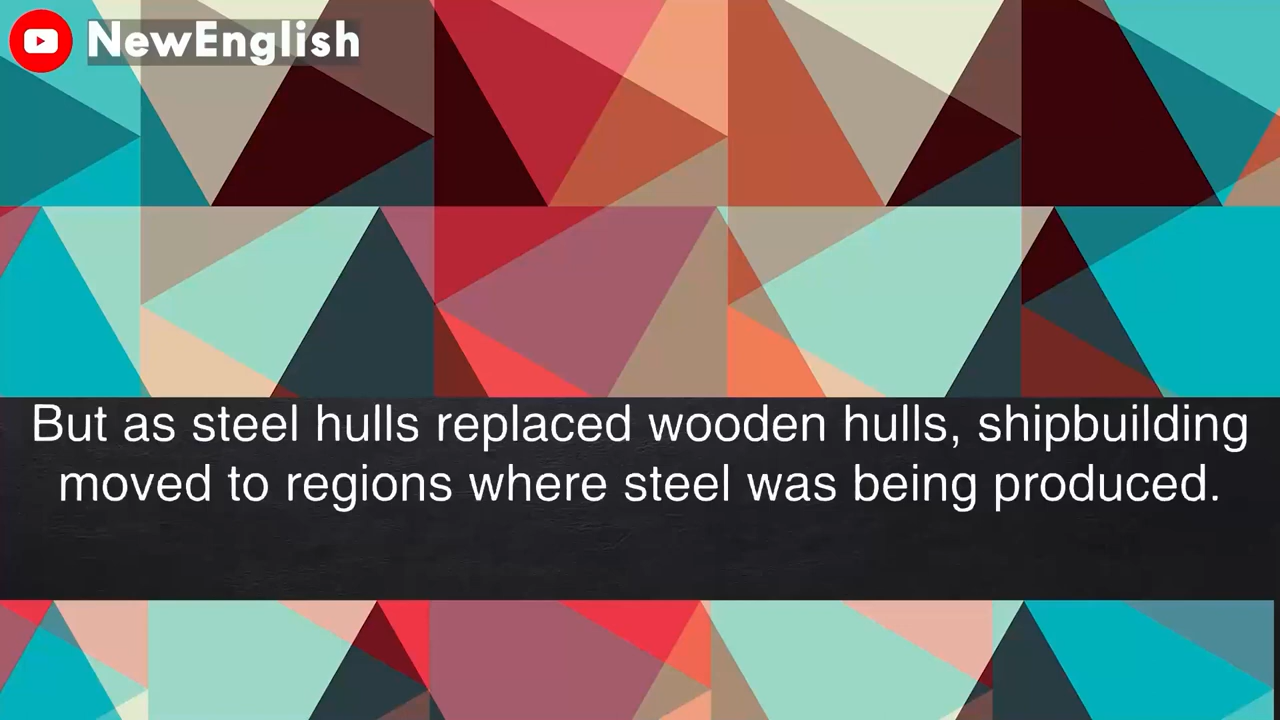 NewEnglish
But as steel hulls replaced wooden hulls, shipbuilding
moved to regions where steel was being produced.